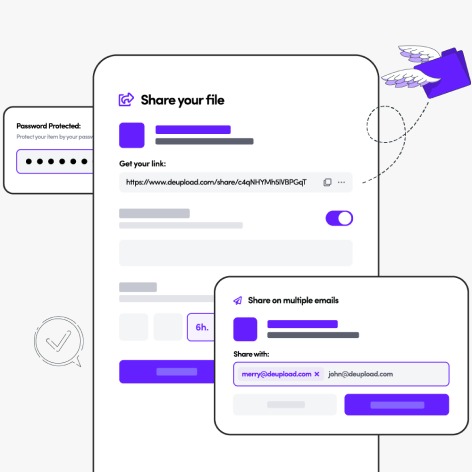 Share your file
Password Protected:
Protect your item by your passw
Get your link:
https://www.deupload.com/share/c4qNHYMh5iVBPGqT
6h.
Share on multiple emails
Share with:
merry@deupload.com × john@deupload.com